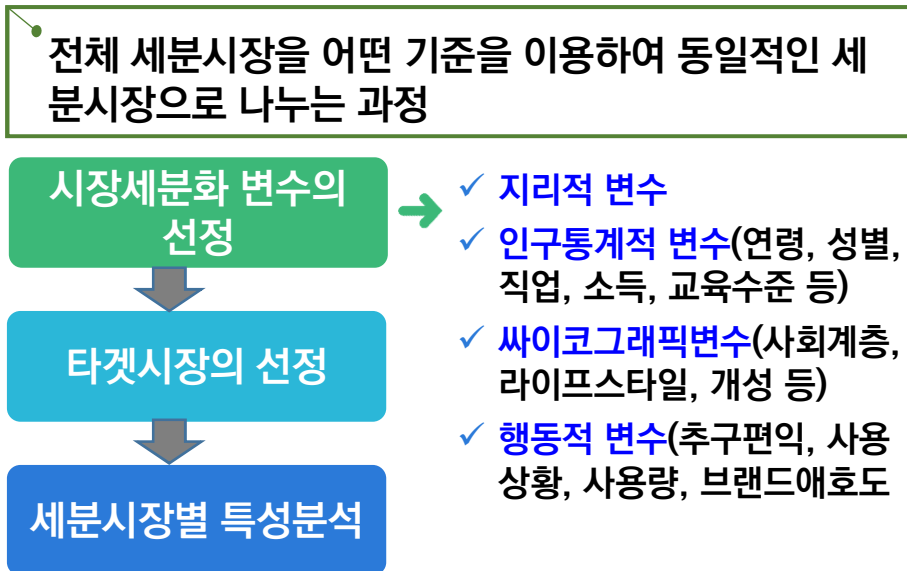 전체 세분시장을 어떤 기준을 이용하여 동일적인 세
분시장으로 나누는 과정
시장세분화 변수의
선정
타겟시장의 선정
세분시장별 특성분석
✓ 지리적 변수
✓ 인구통계적 변수(연령, 성별,
직업, 소득, 교육수준 등)
✓ 싸이코그래픽변수(사회계층,
라이프스타일, 개성 등)
✓ 행동적 변수(추구편익, 사용
상황, 사용량, 브랜드애호도